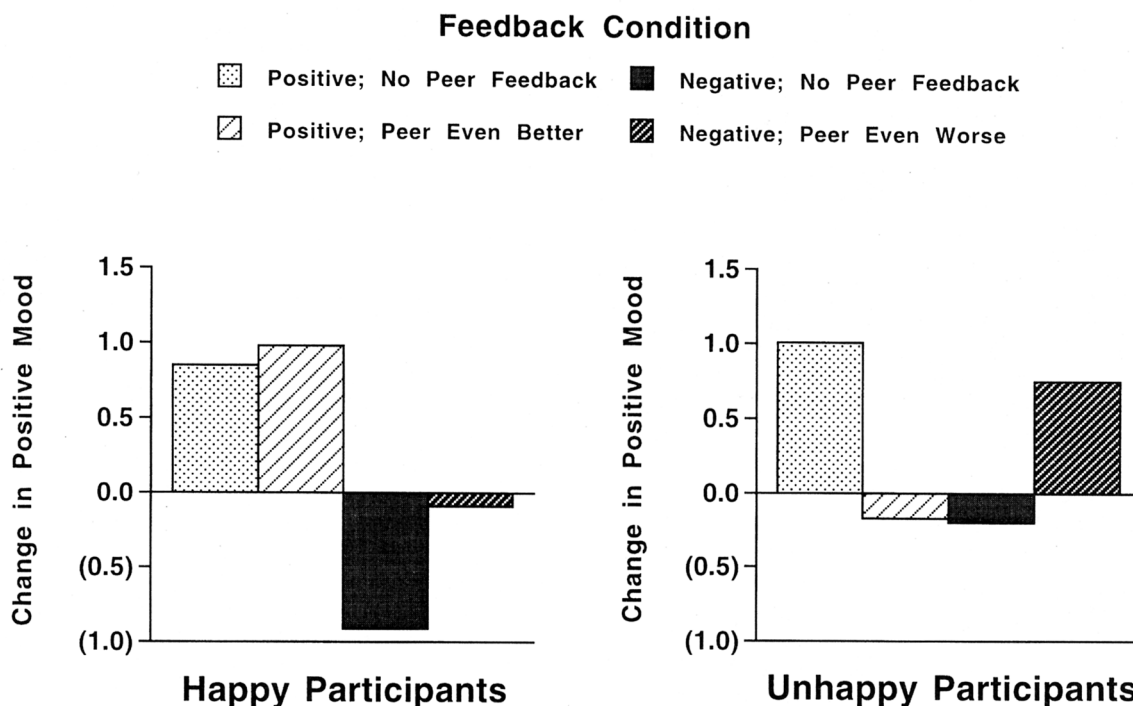 Feedback Condition
Positive; No Peer Feedback
Negative; No Peer Feedback
Positive; Peer Even Better
Negative; Peer Even Worse
Change in Positive Mood
1.5
1.0
0.5
0.0
(0.5)
(1.0)
Happy Participants
Change in Positive Mood
1.5
1.0
0.5
0.0
(0.5)
(1.0)
Unhappy Participants